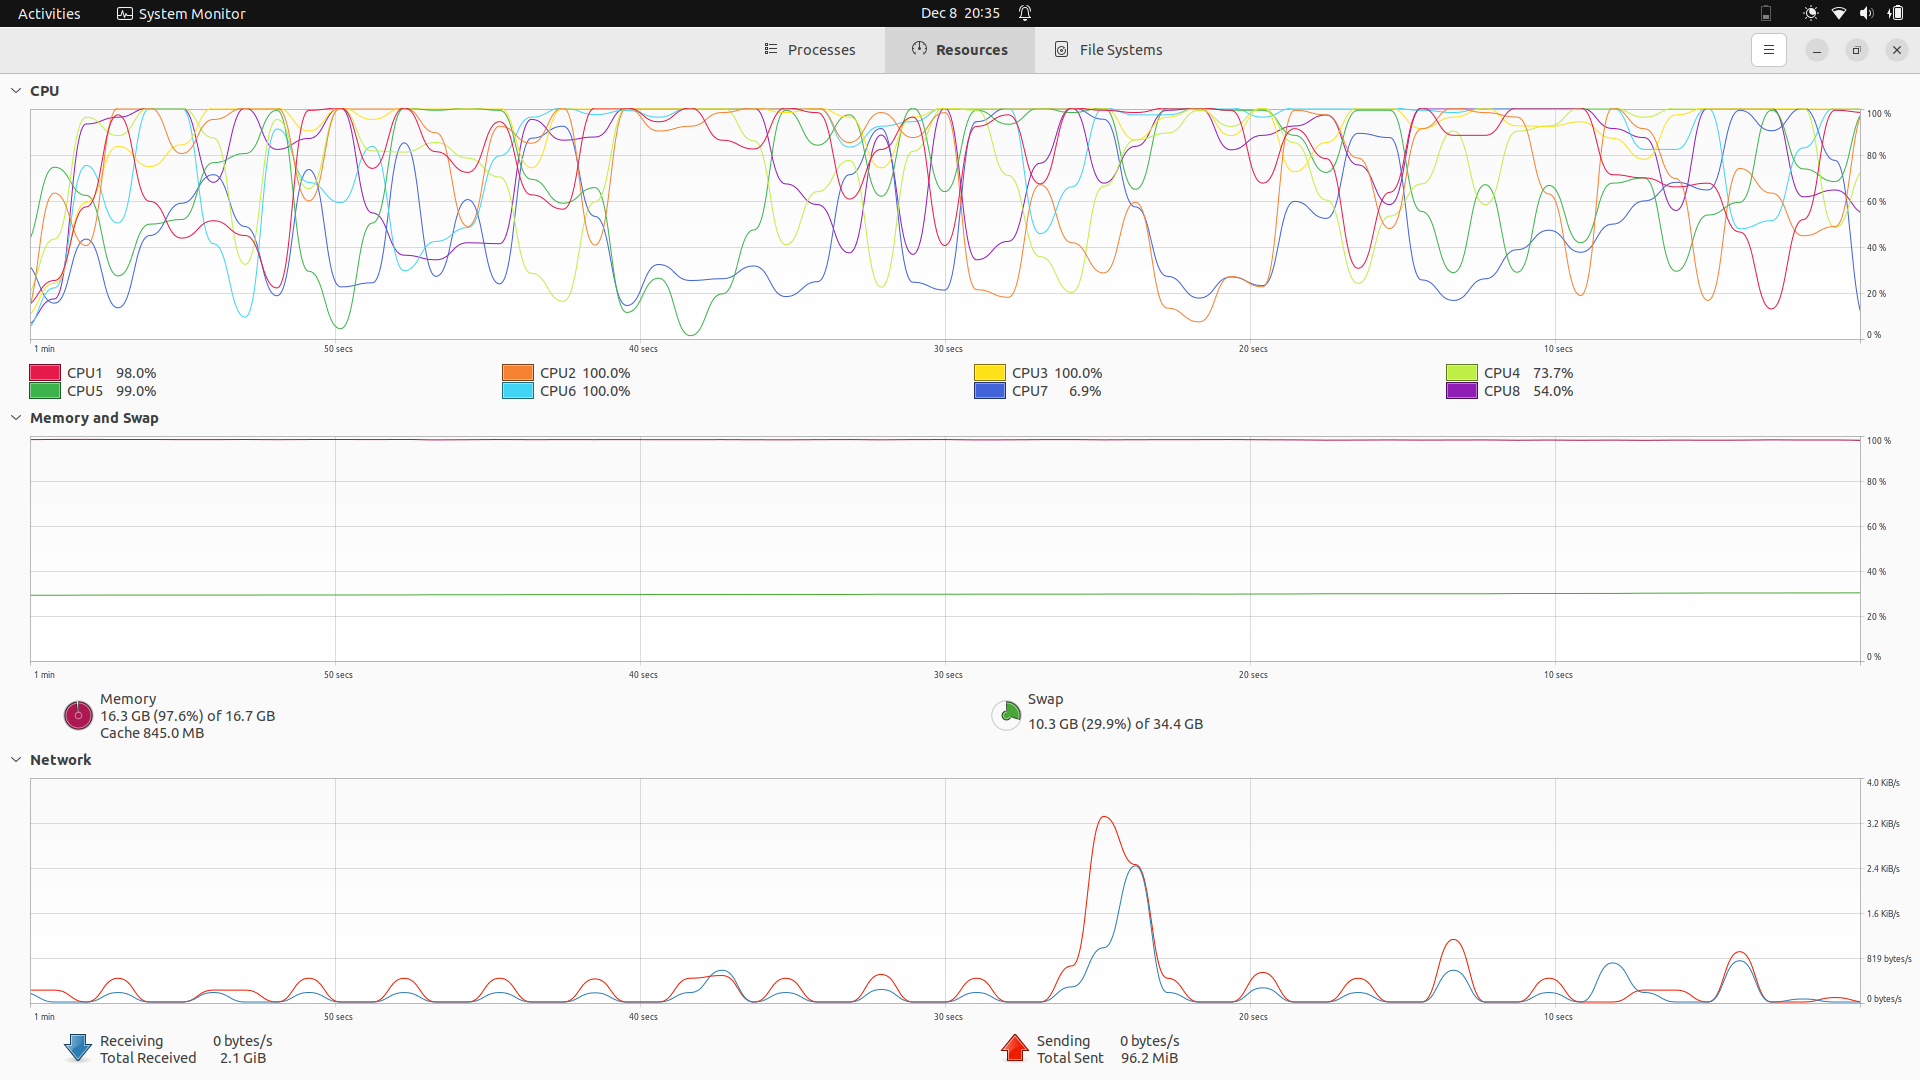 Activities System Monitor Dec 8 20:35
Processes Resources File Systems
CPU
100 %
80 %
60 %
40 %
20 %
0 %
1 min 50 secs 40 secs 30 secs 20 secs 10 secs
CPU1 98.0% CPU2 100.0% CPU3 100.0% CPU4 73.7%
CPU5 99.0% CPU6 100.0% CPU7 6.9% CPU8 54.0%
Memory and Swap
100 %
80 %
60 %
40 %
20 %
0 %
1 min 50 secs 40 secs 30 secs 20 secs 10 secs
Memory
16.3 GB (97.6%) of 16.7 GB
Cache 845.0 MB
Swap
10.3 GB (29.9%) of 34.4 GB
Network
4.0 KiB/s
3.2 KiB/s
2.4 KiB/s
1.6 KiB/s
819 bytes/s
0 bytes/s
1 min 50 secs 40 secs 30 secs 20 secs 10 secs
Receiving 0 bytes/s
Total Received 2.1 GiB
Sending 0 bytes/s
Total Sent 96.2 MiB